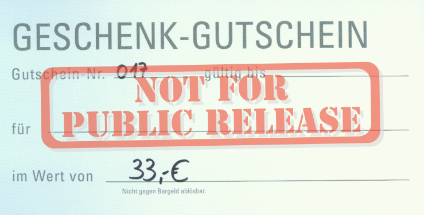 GESCHENK-GUTSCHEIN
Gutschein-Nr. 017 gültig bis
NOT FOR
PUBLIC RELEASE
für
im Wert von 33,-€
Nicht gegen Bargeld ablösbar.